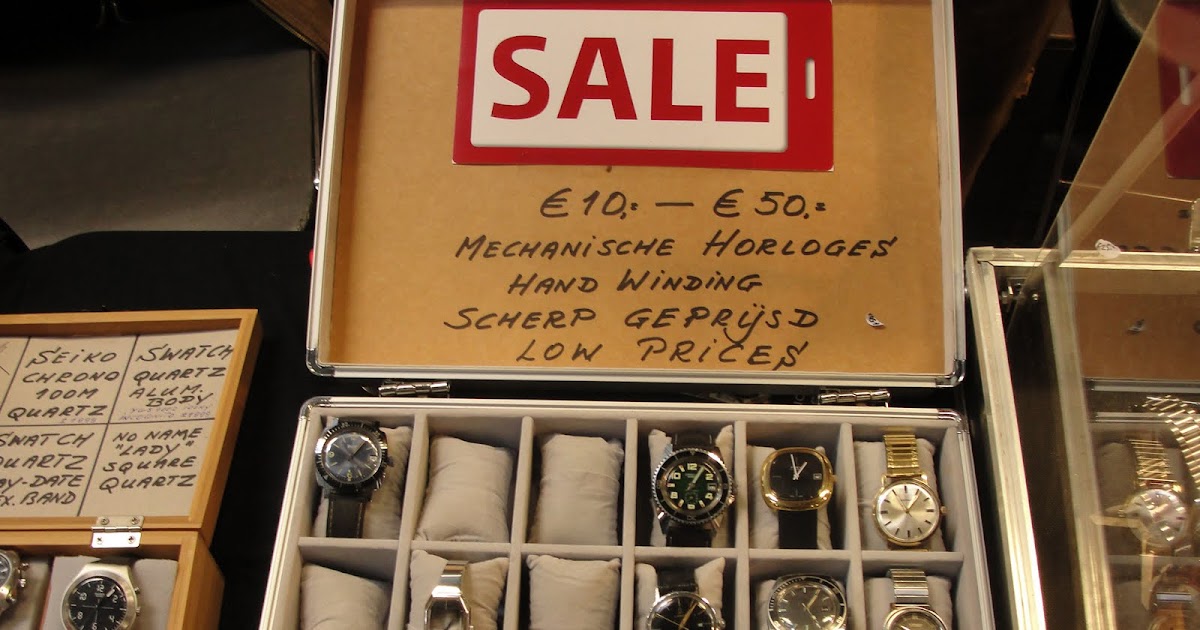 SALE
€10,= — €50,=
MECHANISCHE HORLOGES
HAND WINDING
SCHERP GEPRIJSD
LOW PRICES
SEIKO
CHRONO
100M
QUARTZ
SWATCH
QUARTZ
ALUM.
BODY
SWATCH
QUARTZ
DAY-DATE
BAND
NO NAME
"LADY"
SQUARE
QUARTZ